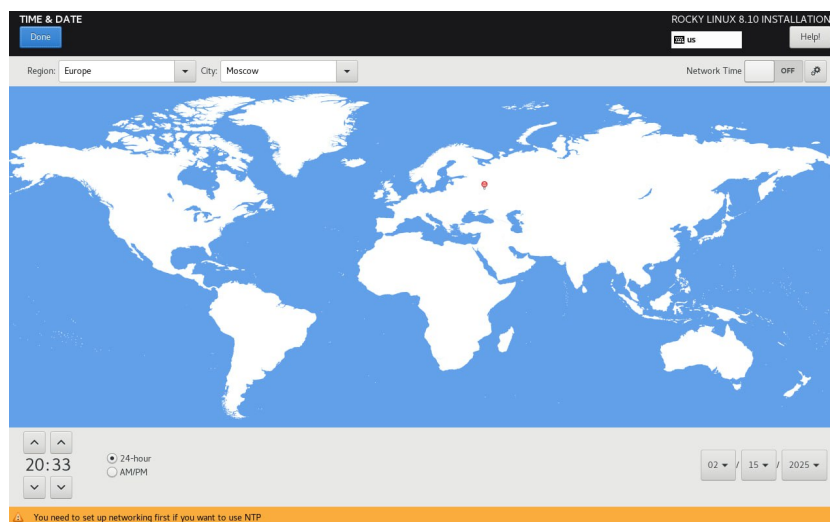 TIME & DATE
ROCKY LINUX 8.10 INSTALLATION
Done
us
Help!
Region: Europe City: Moscow Network Time OFF
20:33
24-hour
AM/PM
02 / 15 / 2025
You need to set up networking first if you want to use NTP